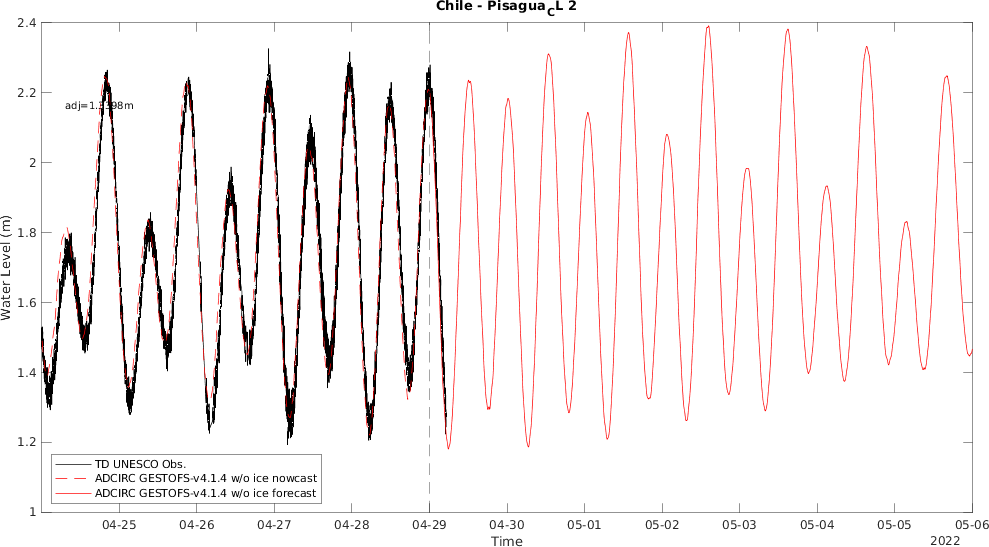 Chile - Pisagua_CL 2
2.4
2.2
2
1.8
1.6
1.4
1.2
1
Water Level (m)
adj=1.3398m
TD UNESCO Obs.
ADCIRC GESTOFS-v4.1.4 w/o ice nowcast
ADCIRC GESTOFS-v4.1.4 w/o ice forecast
04-25 04-26 04-27 04-28 04-29 04-30 05-01 05-02 05-03 05-04 05-05 05-06
Time
2022